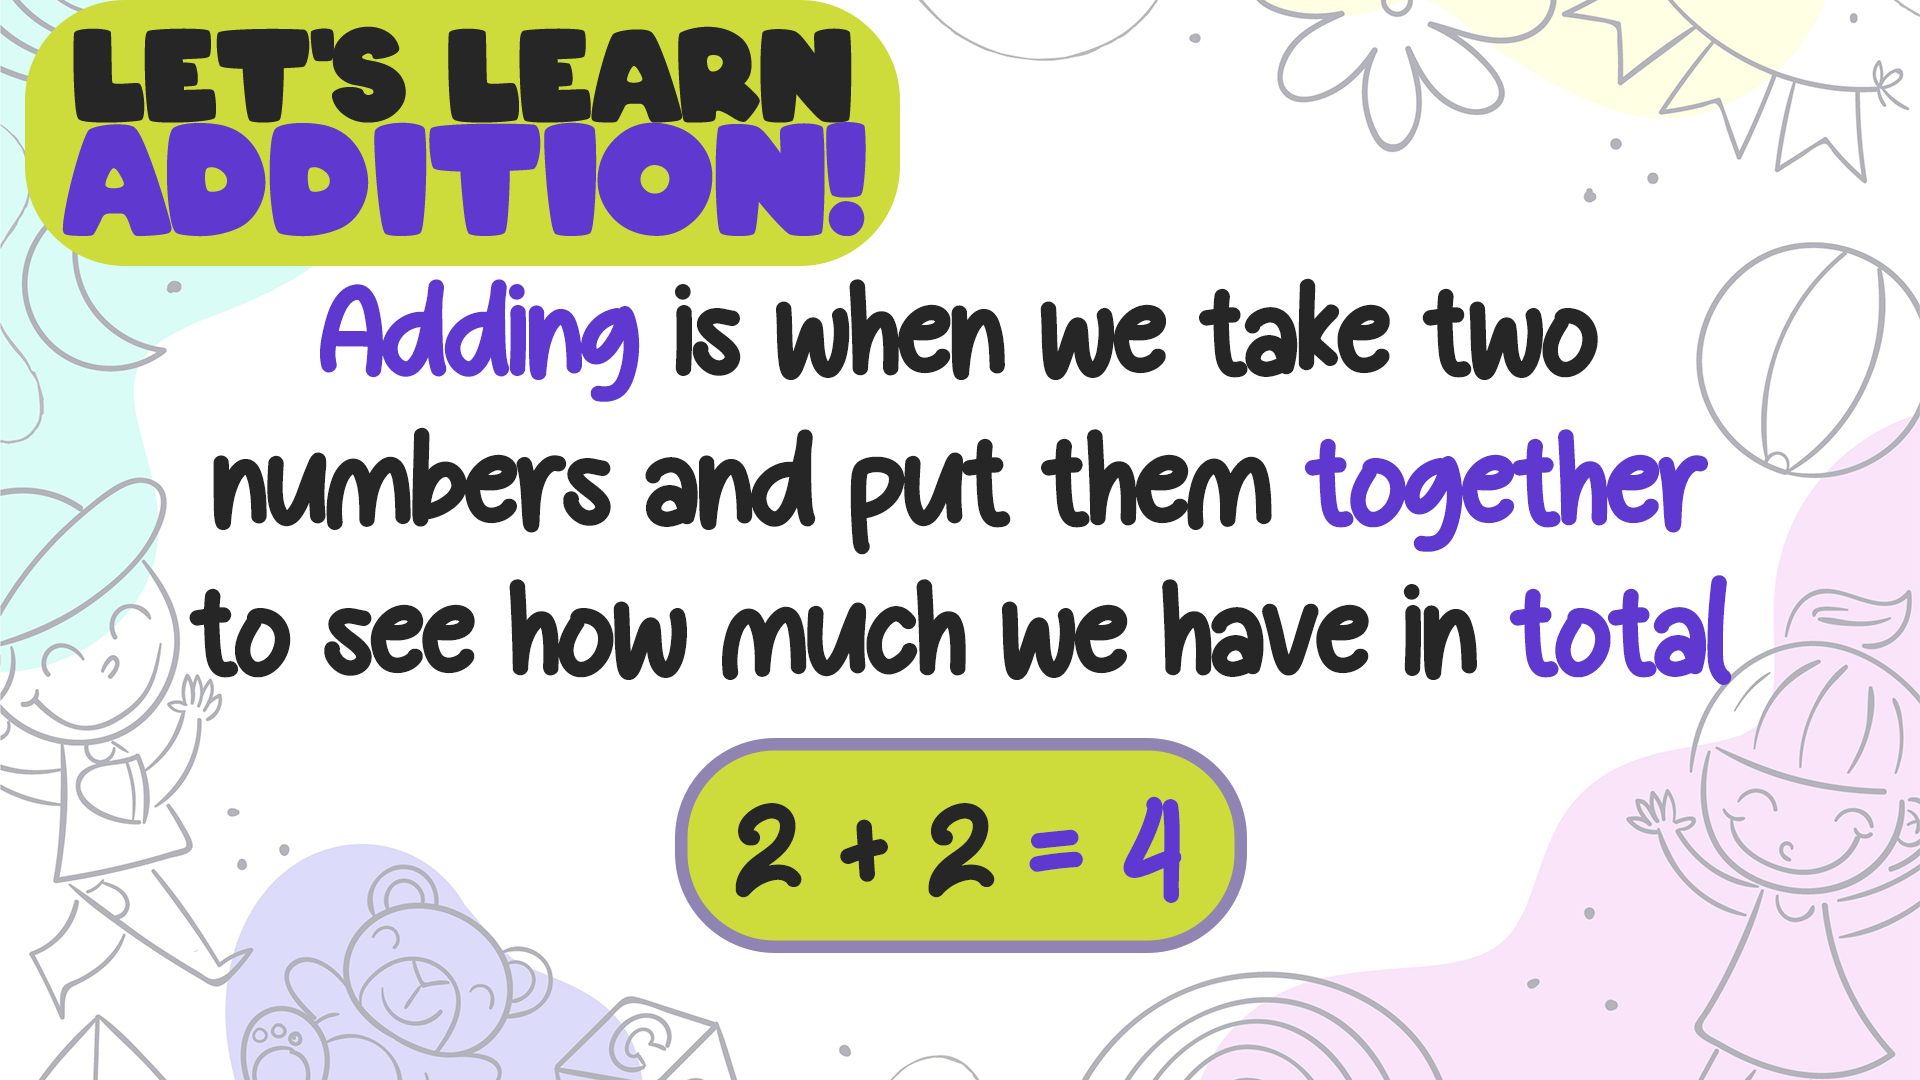 LET'S LEARN
ADDITION!
Adding is when we take two
numbers and put them together
to see how much we have in total
2 + 2 = 4